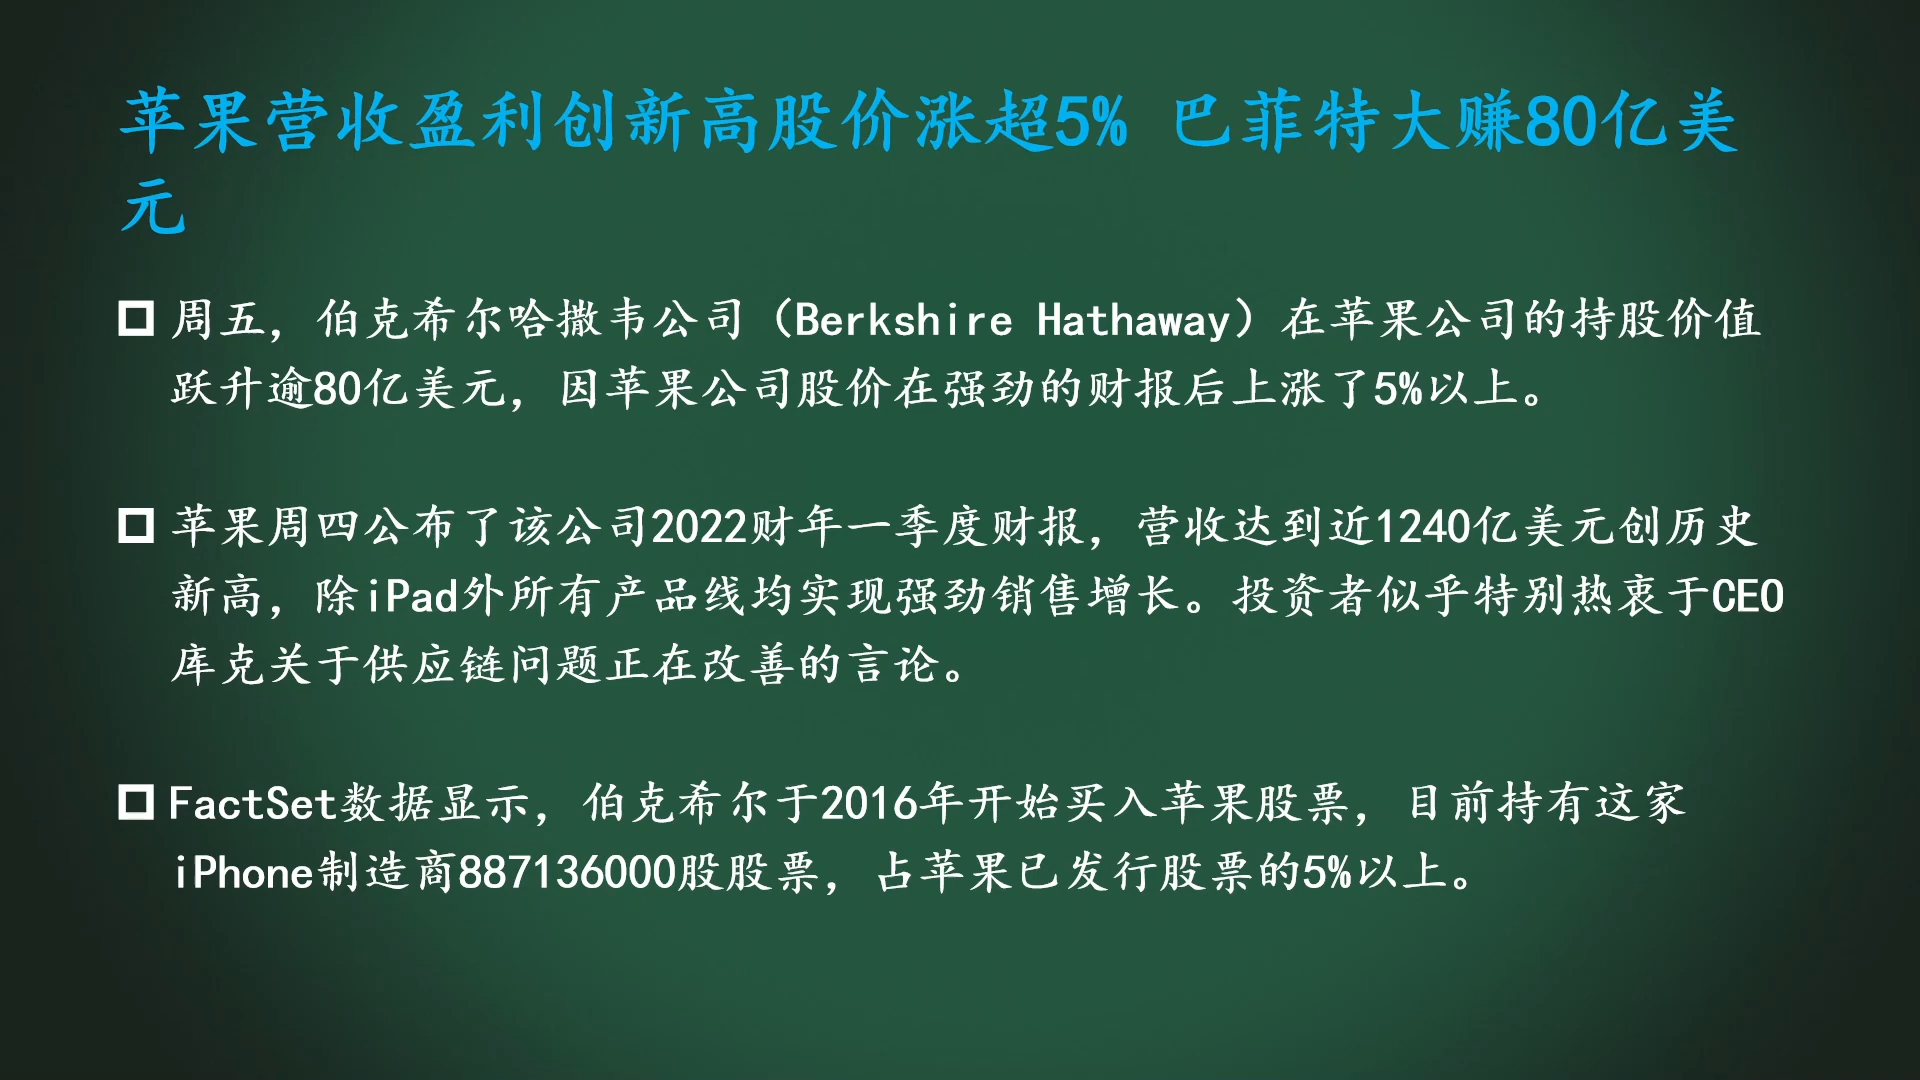 苹果营收盈利创新高股价涨超5% 巴菲特大赚80亿美
元
周五，伯克希尔哈撒韦公司（Berkshire Hathaway）在苹果公司的持股价值
跃升逾80亿美元，因苹果公司股价在强劲的财报后上涨了5%以上。
苹果周四公布了该公司2022财年一季度财报，营收达到近1240亿美元创历史
新高，除iPad外所有产品线均实现强劲销售增长。投资者似乎特别热衷于CEO
库克关于供应链问题正在改善的言论。
FactSet数据显示，伯克希尔于2016年开始买入苹果股票，目前持有这家
iPhone制造商887136000股股票，占苹果已发行股票的5%以上。